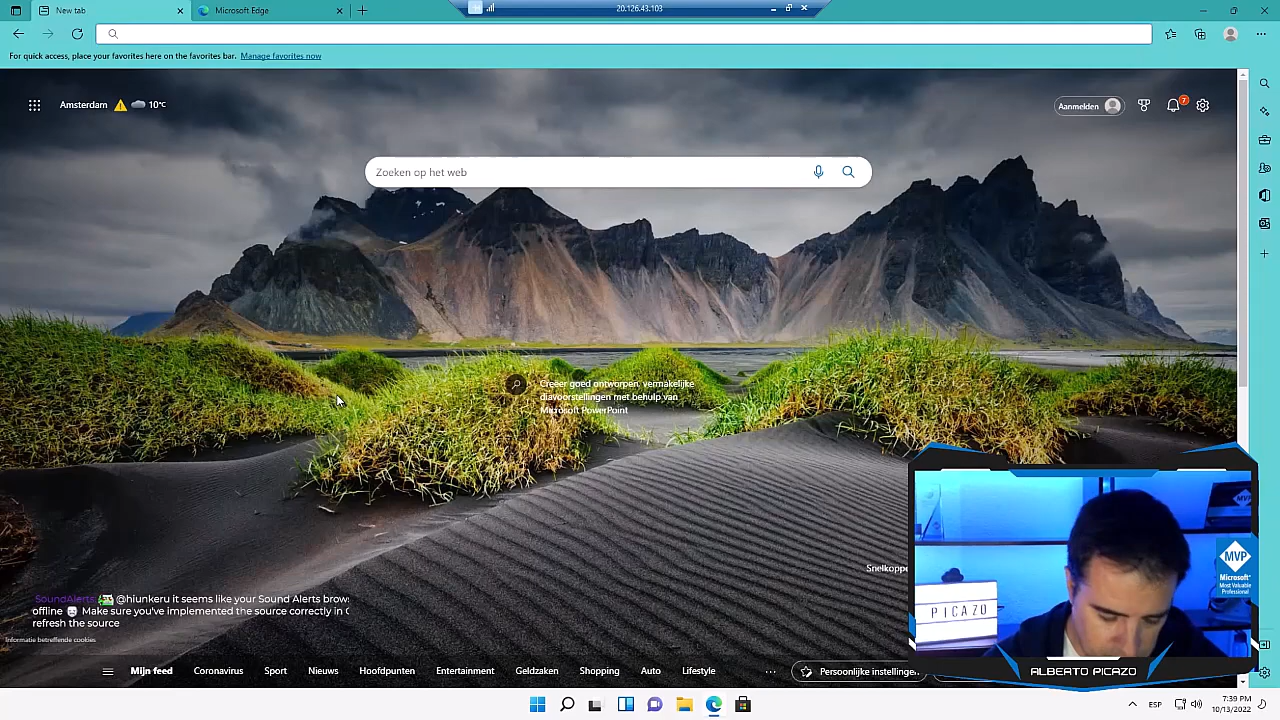 New tab
Microsoft Edge
20.126.43.103
For quick access, place your favorites here on the favorites bar. Manage favorites now
Amsterdam
10°C
Aanmelden
7
Zoeken op het web
Creëer goed ontworpen, vermakelijke
diavoorstellingen met behulp van
Microsoft PowerPoint
Snelkoppe
SoundAlerts: @hiunkeru it seems like your Sound Alerts brow
offline Make sure you've implemented the source correctly in
refresh the source
Informatie betreffende cookies
PICAZO
MVP
MVP
Microsoft®
Most Valuable
Professional
ALBERTO PICAZO
Mijn feed
Coronavirus
Sport
Nieuws
Hoofdpunten
Entertainment
Geldzaken
Shopping
Auto
Lifestyle
...
Persoonlijke instellingen
ESP
7:39 PM
10/13/2022